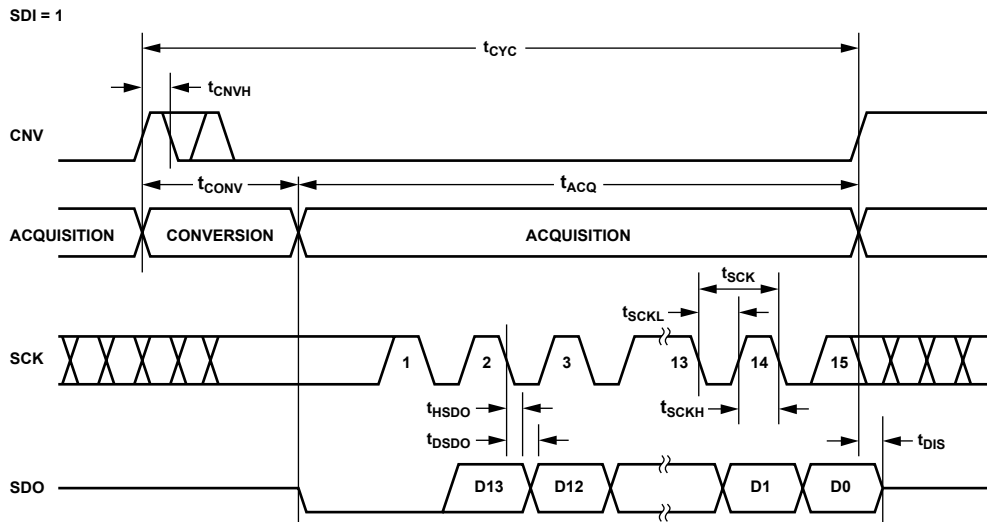 SDI = 1
tCYC
tCNVH
CNV
tCONV
tACQ
ACQUISITION
CONVERSION
ACQUISITION
tSCK
tSCKL
SCK
1
2
3
13
14
15
tHSDO
tSCKH
tDSDO
tDIS
SDO
D13
D12
D1
D0